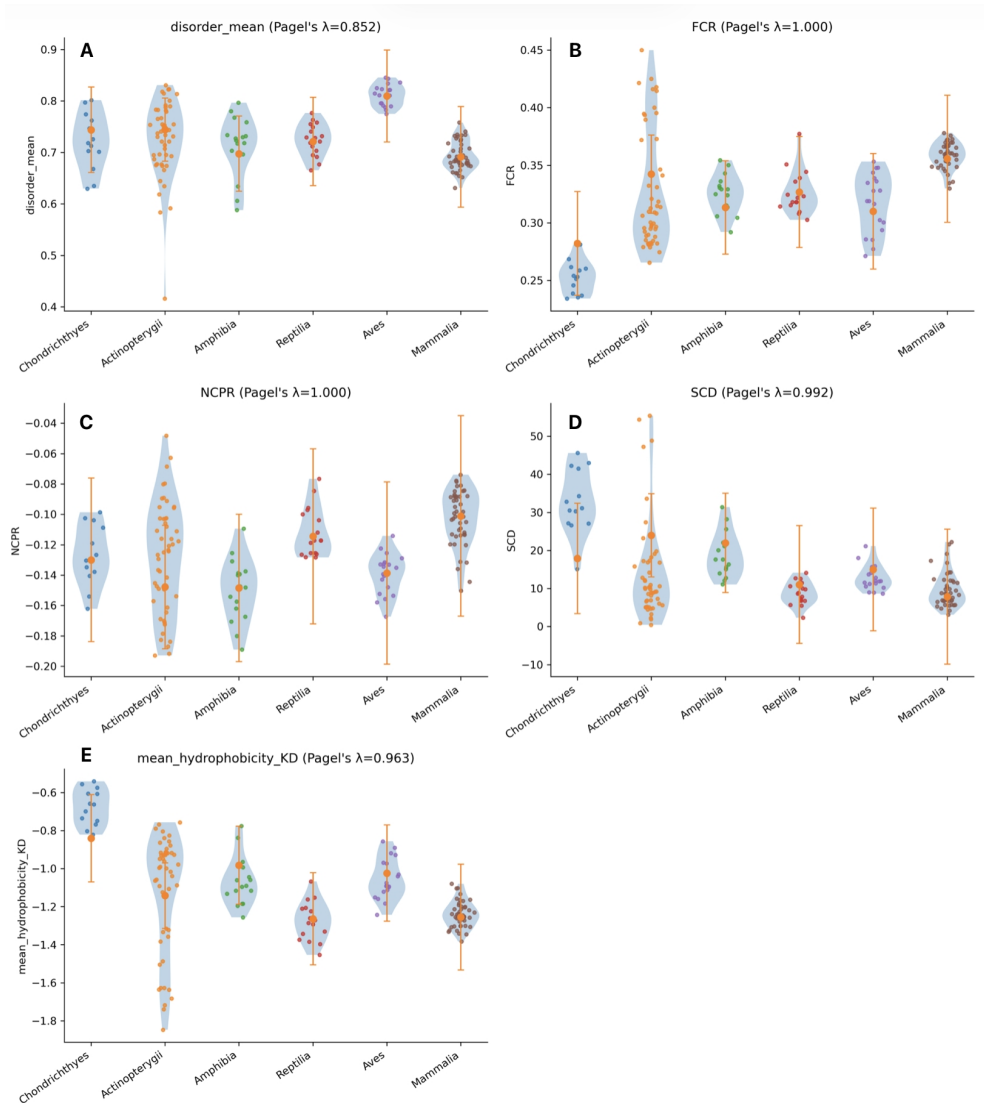 disorder_mean (Pagel's λ=0.852)
A
disorder_mean
0.9
0.8
0.7
0.6
0.5
0.4
Chondrichthyes
Actinopterygii
Amphibia
Reptilia
Aves
Mammalia
FCR (Pagel's λ=1.000)
B
FCR
0.45
0.40
0.35
0.30
0.25
Chondrichthyes
Actinopterygii
Amphibia
Reptilia
Aves
Mammalia
NCPR (Pagel's λ=1.000)
C
NCPR
−0.04
−0.06
−0.08
−0.10
−0.12
−0.14
−0.16
−0.18
−0.20
Chondrichthyes
Actinopterygii
Amphibia
Reptilia
Aves
Mammalia
SCD (Pagel's λ=0.992)
D
SCD
50
40
30
20
10
0
−10
Chondrichthyes
Actinopterygii
Amphibia
Reptilia
Aves
Mammalia
E
mean_hydrophobicity_KD (Pagel's λ=0.963)
mean_hydrophobicity_KD
−0.6
−0.8
−1.0
−1.2
−1.4
−1.6
−1.8
Chondrichthyes
Actinopterygii
Amphibia
Reptilia
Aves
Mammalia